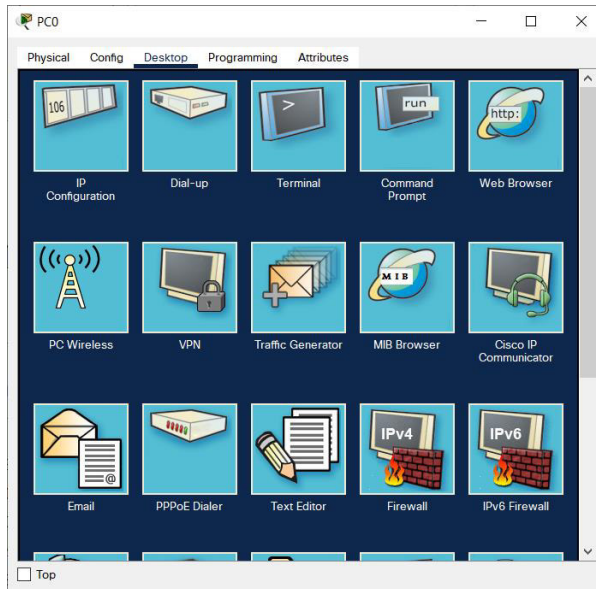 PC0
Physical Config Desktop Programming Attributes
106
>
run
http:
IP
Configuration
Dial-up
Terminal
Command
Prompt
Web Browser
MIB
PC Wireless
VPN
Traffic Generator
MIB Browser
Cisco IP
Communicator
@
IPv4
IPv6
Email
PPPoE Dialer
Text Editor
Firewall
IPv6 Firewall
Top